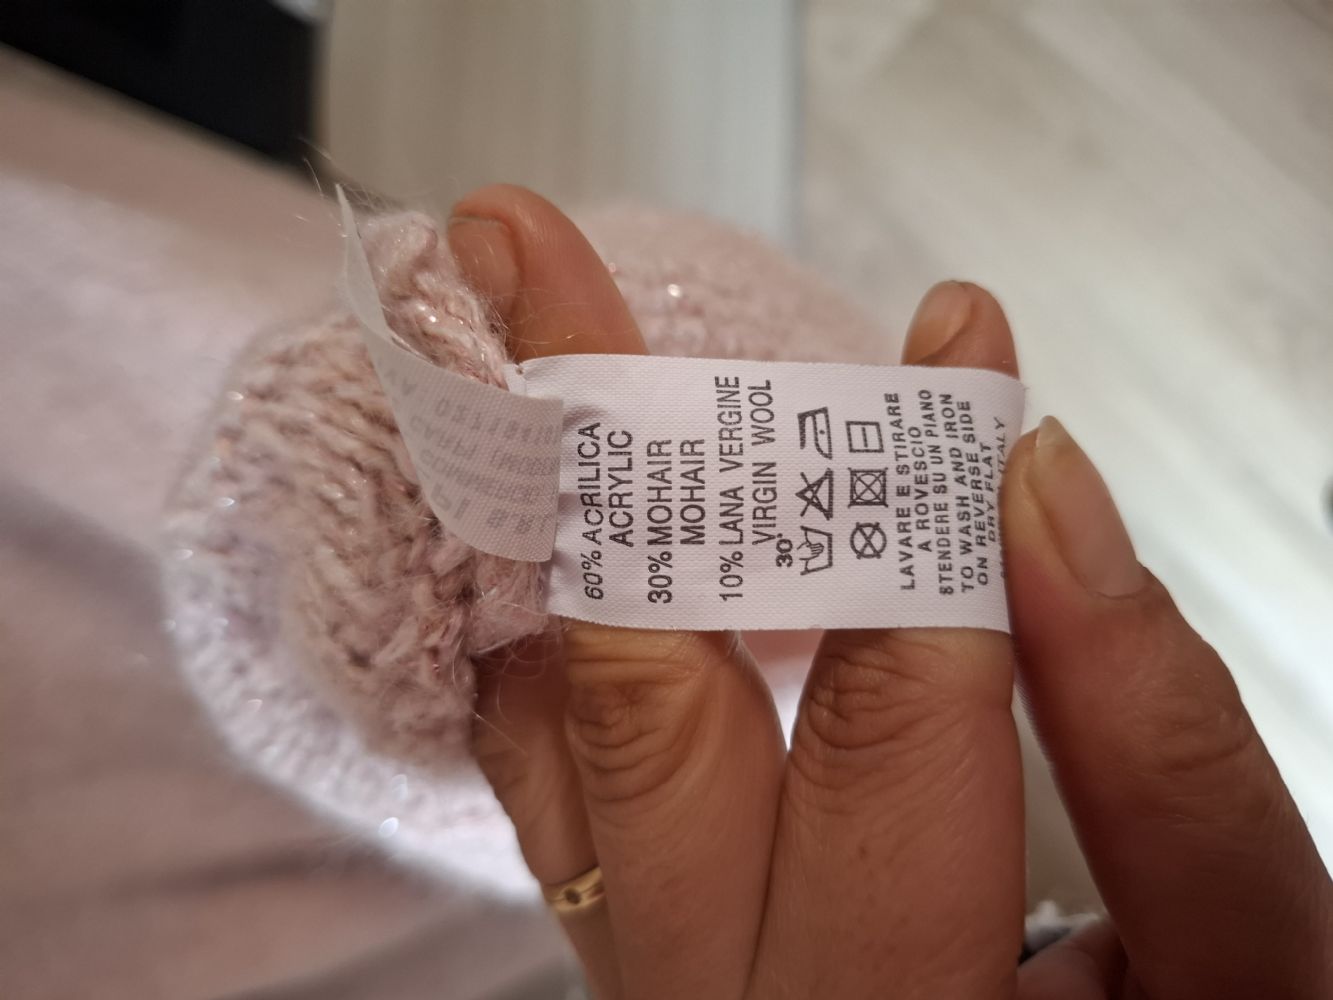 60% ACRILICA
ACRYLIC
30% MOHAIR
MOHAIR
10% LANA VERGINE
VIRGIN WOOL
30°
LAVARE E STIRARE
A ROVESCIO
STENDERE SU UN PIANO
TO WASH AND IRON
ON REVERSE SIDE
DRY FLAT
ITALY